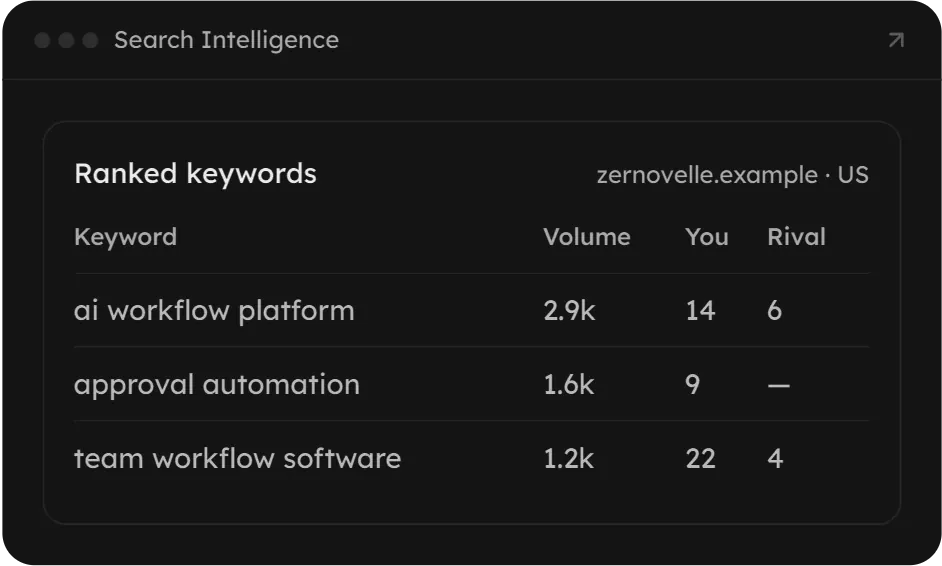 Search Intelligence
Ranked keywords zernovelle.example · US
Keyword Volume You Rival
ai workflow platform 2.9k 14 6
approval automation 1.6k 9 —
team workflow software 1.2k 22 4